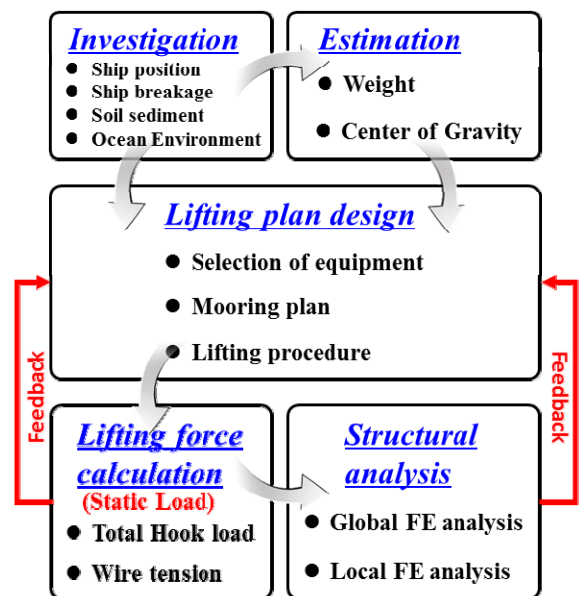 Investigation
● Ship position
● Ship breakage
● Soil sediment
● Ocean Environment
Estimation
● Weight
● Center of Gravity
Lifting plan design
● Selection of equipment
● Mooring plan
● Lifting procedure
Feedback
Feedback
Lifting force
calculation
(Static Load)
● Total Hook load
● Wire tension
Structural
analysis
● Global FE analysis
● Local FE analysis